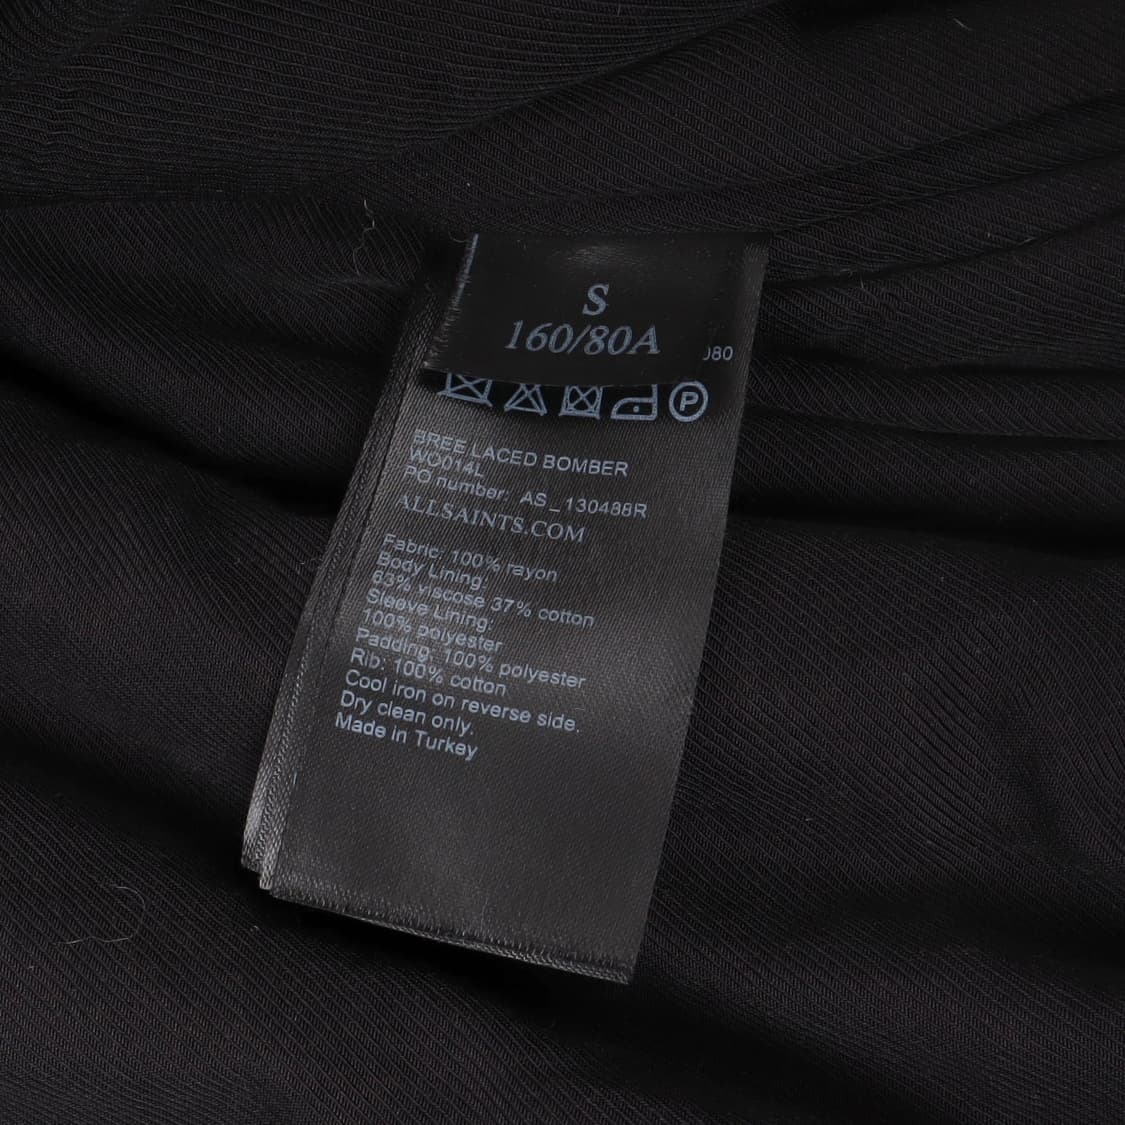 S
160/80A
080
P
BREE LACED BOMBER
WO014L
PO number: AS_130488R
ALLSAINTS.COM
Fabric: 100% rayon
Body Lining:
63% viscose 37% cotton
Sleeve Lining:
100% polyester
Padding: 100% polyester
Rib: 100% cotton
Cool iron on reverse side.
Dry clean only.
Made in Turkey